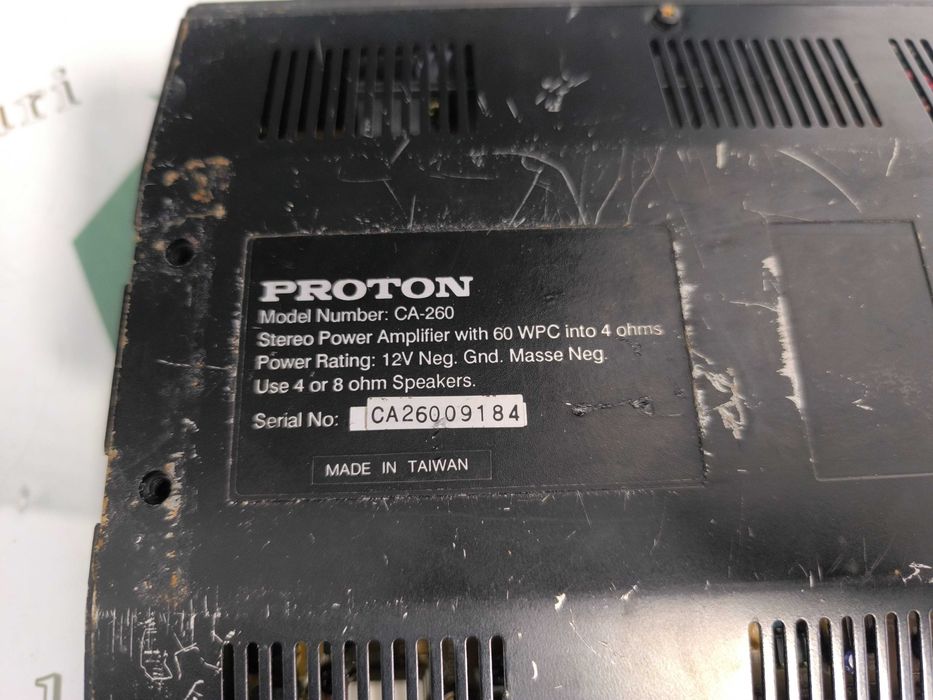 PROTON
Model Number: CA-260
Stereo Power Amplifier with 60 WPC into 4 ohms
Power Rating: 12V Neg. Gnd. Masse Neg.
Use 4 or 8 ohm Speakers.
Serial No: CA26009184
MADE IN TAIWAN